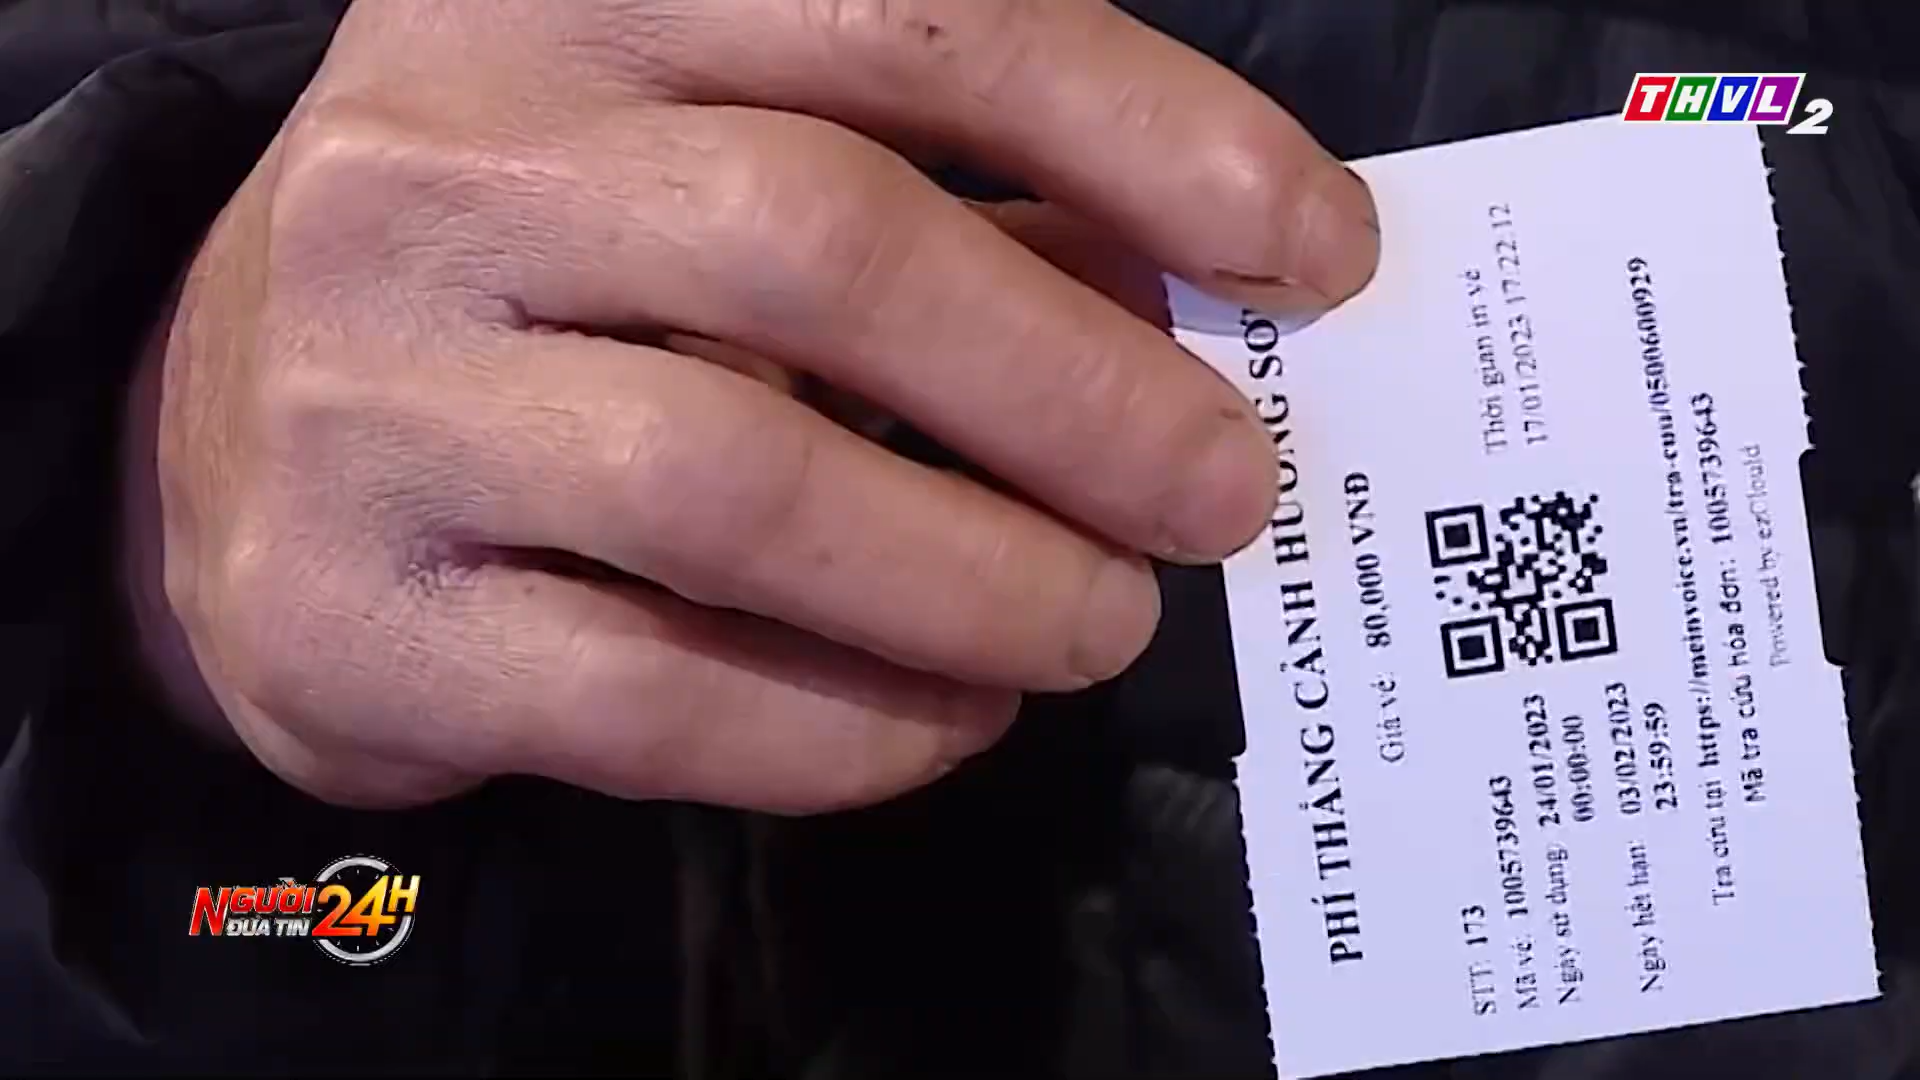 THVL2
PHÍ THẮNG CẢNH HƯƠNG
Giá vé: 80,000 VNĐ
STT: 173
Mã vé: 1005739643
Ngày sử dụng: 24/01/2023
00:00:00
Ngày hết hạn: 03/02/2023
23:59:59
Thời gian in vé
17/01/2023 17:22:12
Tra cứu tại https://meinvoice.vn/tra-cuu/0500600929
Mã tra cứu hóa đơn: 1005739643
Powered by ezCloud
NGƯỜI
ĐƯA TIN
24H